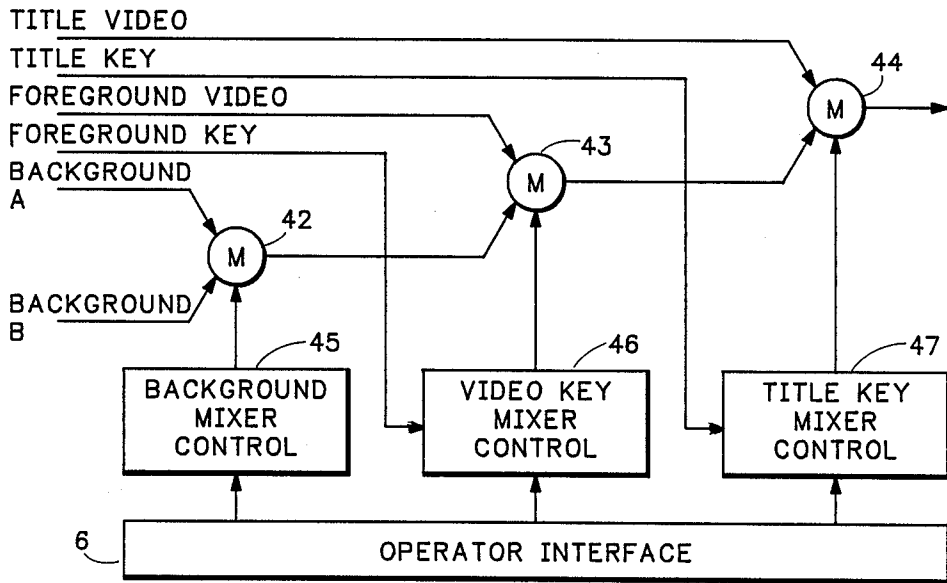 TITLE VIDEO
TITLE KEY
FOREGROUND VIDEO
FOREGROUND KEY
BACKGROUND
A
BACKGROUND
B
M
42
M
43
M
44
45
BACKGROUND
MIXER
CONTROL
46
VIDEO KEY
MIXER
CONTROL
47
TITLE KEY
MIXER
CONTROL
6
OPERATOR INTERFACE